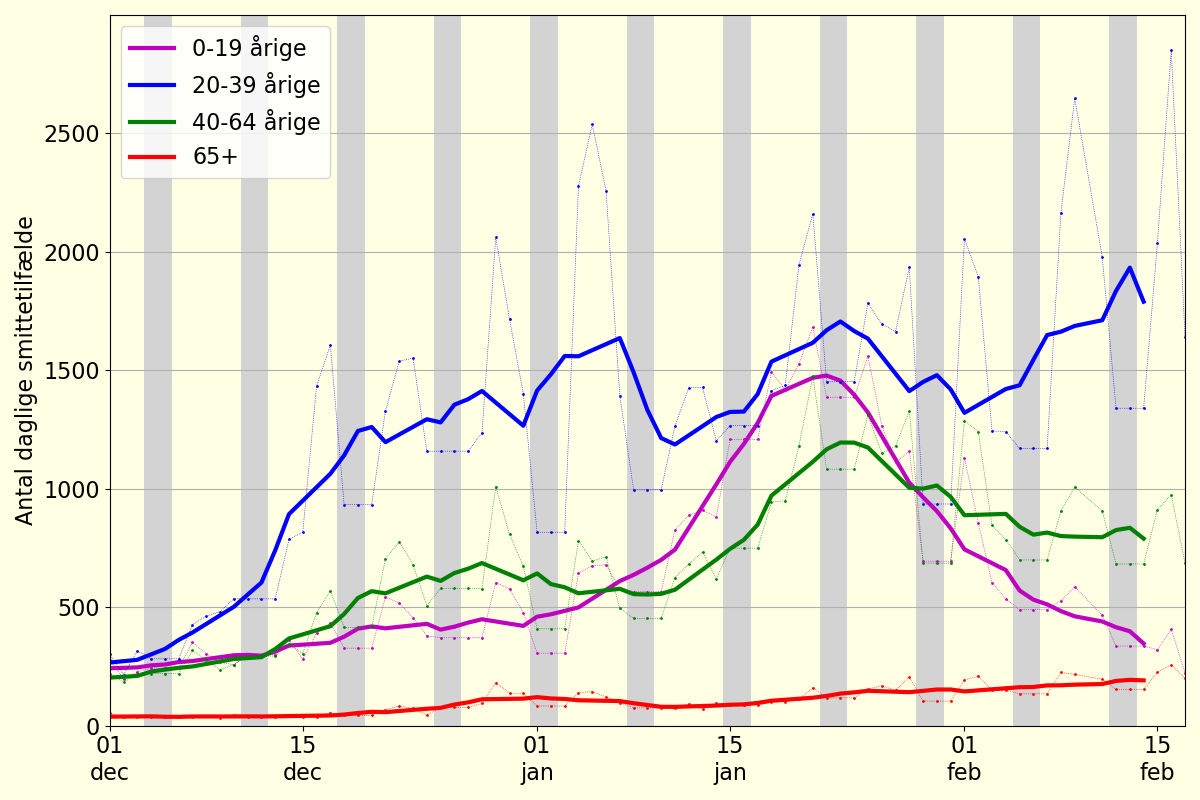 0-19 årige
20-39 årige
40-64 årige
65+
Antal daglige smittetilfælde
2500
2000
1500
1000
500
0
01 15 01 15 01 15
dec dec jan jan feb feb